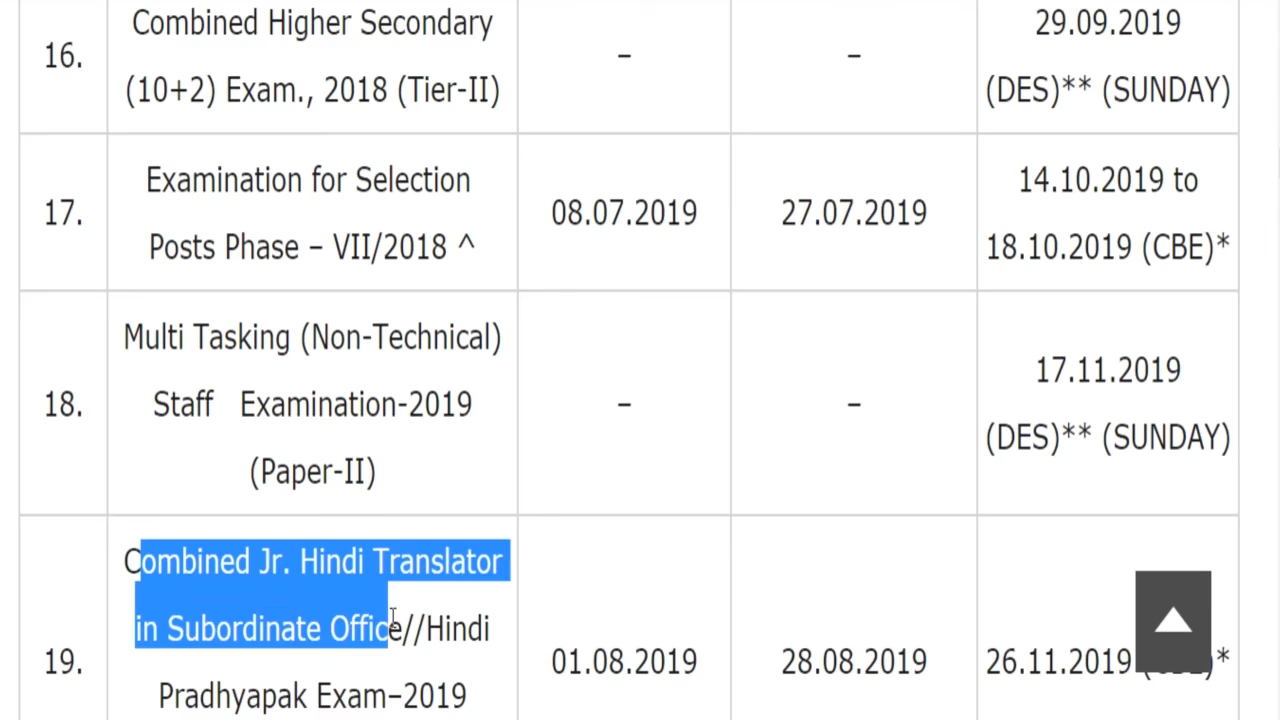 16.
Combined Higher Secondary
(10+2) Exam., 2018 (Tier-II)
–
–
29.09.2019
(DES)** (SUNDAY)
17.
Examination for Selection
Posts Phase – VII/2018 ^
08.07.2019
27.07.2019
14.10.2019 to
18.10.2019 (CBE)*
18.
Multi Tasking (Non-Technical)
Staff Examination-2019
(Paper-II)
–
–
17.11.2019
(DES)** (SUNDAY)
19.
Combined Jr. Hindi Translator
in Subordinate Office//Hindi
Pradhyapak Exam–2019
01.08.2019
28.08.2019
26.11.2019